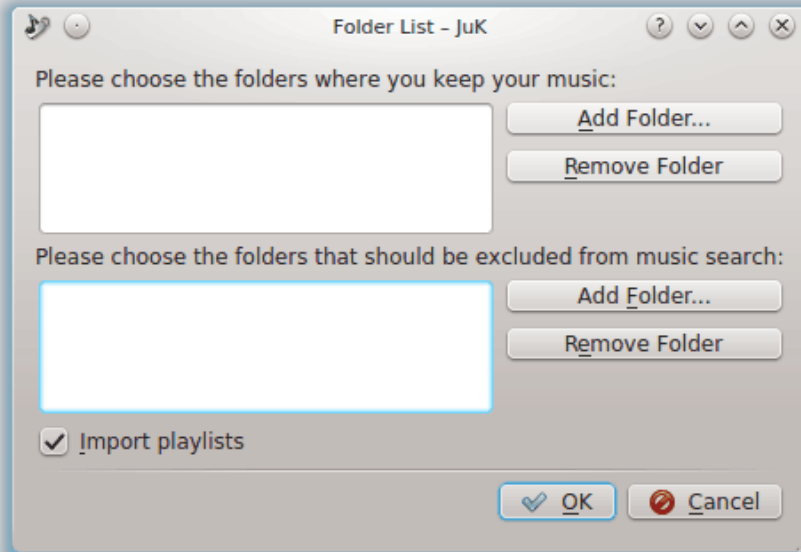 Folder List – JuK
Please choose the folders where you keep your music:
Add Folder...
Remove Folder
Please choose the folders that should be excluded from music search:
Add Folder...
Remove Folder
Import playlists
OK Cancel